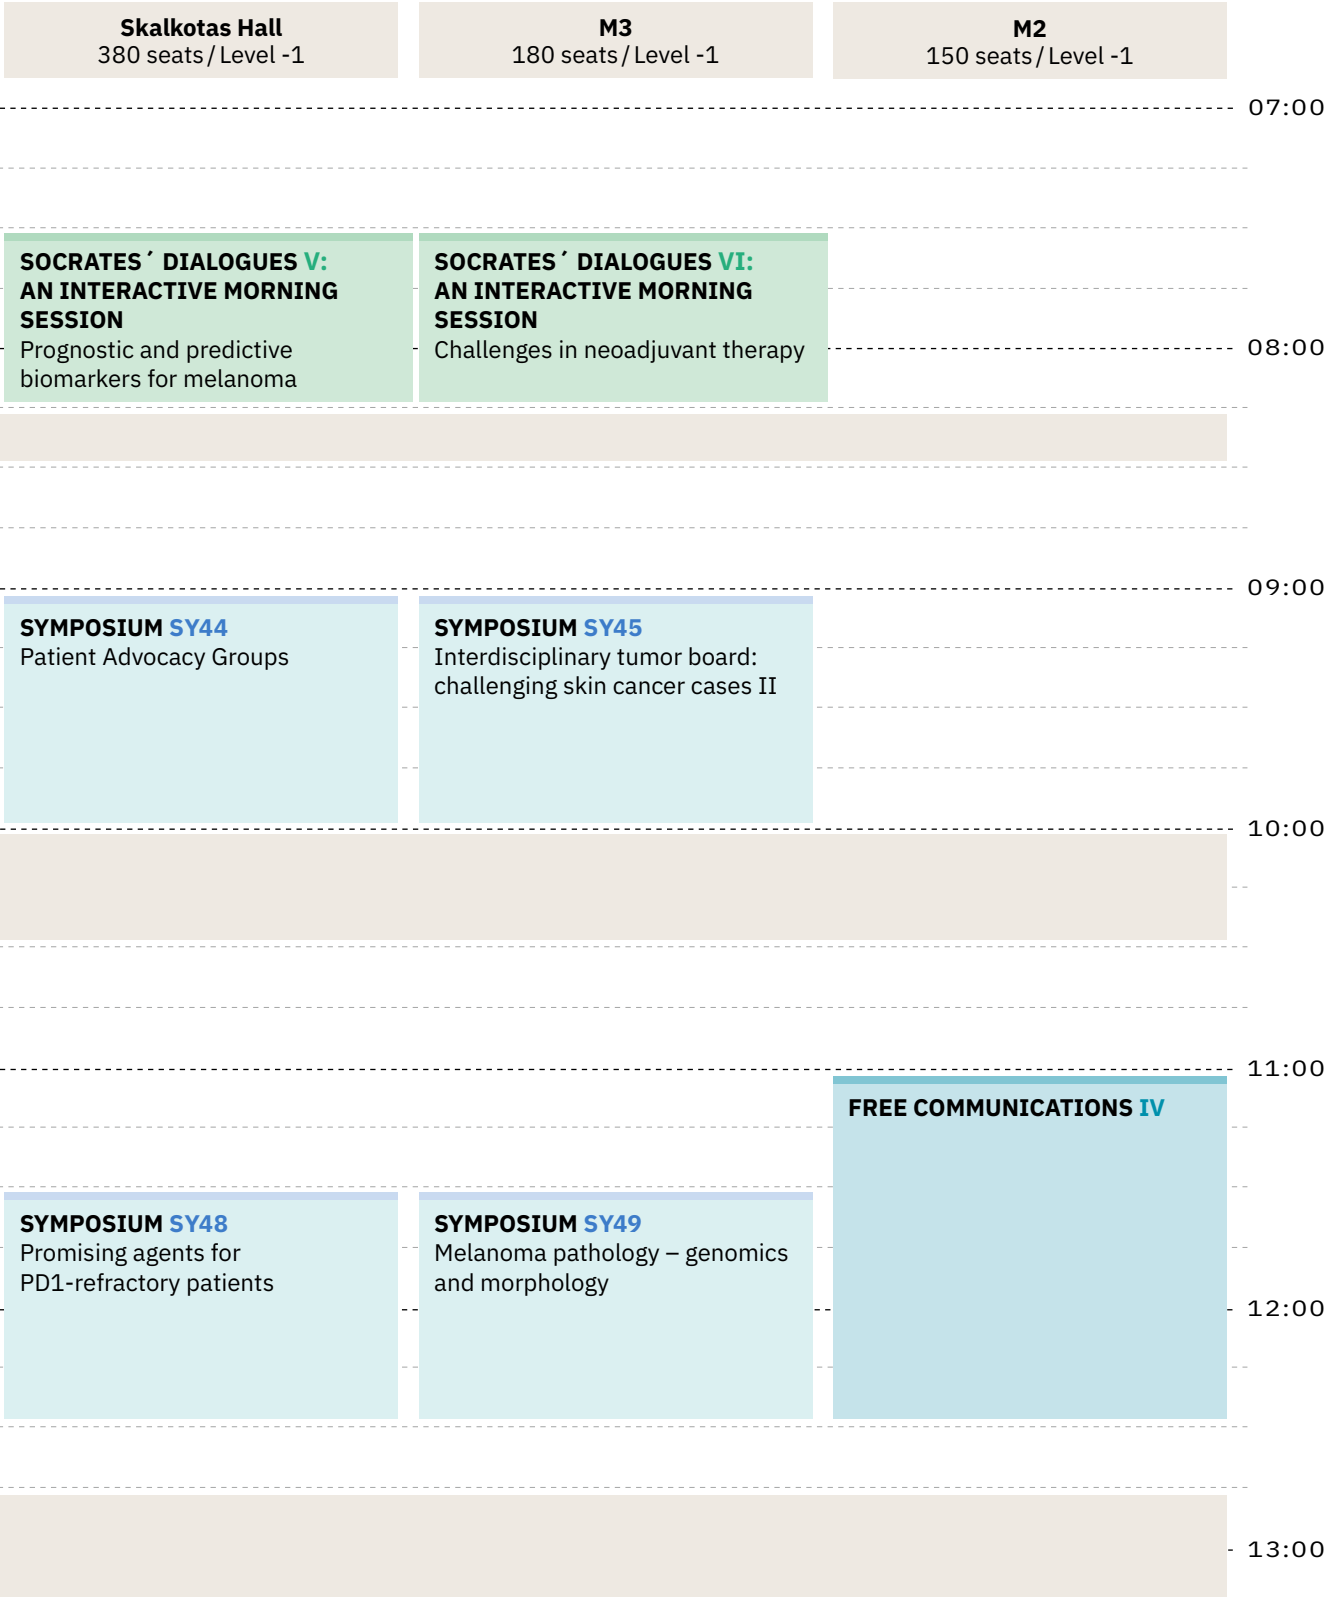 Skalkotas Hall
380 seats / Level -1
M3
180 seats / Level -1
M2
150 seats / Level -1
07:00
SOCRATES´ DIALOGUES V:
AN INTERACTIVE MORNING
SESSION
Prognostic and predictive
biomarkers for melanoma
SOCRATES´ DIALOGUES VI:
AN INTERACTIVE MORNING
SESSION
Challenges in neoadjuvant therapy
08:00
09:00
SYMPOSIUM SY44
Patient Advocacy Groups
SYMPOSIUM SY45
Interdisciplinary tumor board:
challenging skin cancer cases II
10:00
11:00
FREE COMMUNICATIONS IV
SYMPOSIUM SY48
Promising agents for
PD1-refractory patients
SYMPOSIUM SY49
Melanoma pathology – genomics
and morphology
12:00
13:00